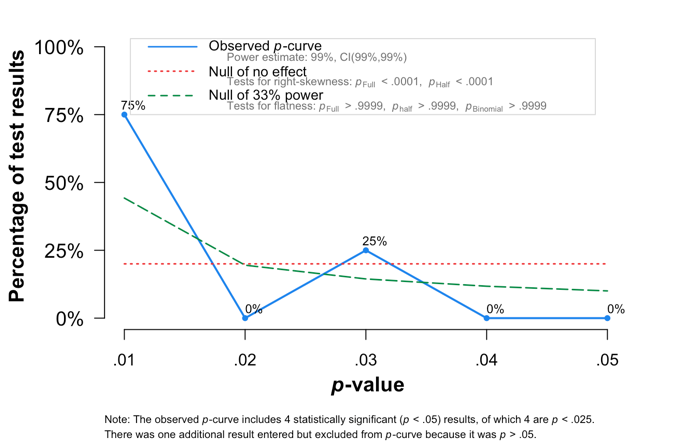 100%
75%
50%
25%
0%
Percentage of test results
Observed p-curve
Power estimate: 99%, CI(99%,99%)
Null of no effect
Tests for right-skewness: pFull < .0001, pHalf < .0001
Null of 33% power
Tests for flatness: pFull > .9999, phalf > .9999, pBinomial > .9999
75%
0%
25%
0%
0%
.01 .02 .03 .04 .05
p-value
Note: The observed p-curve includes 4 statistically significant (p < .05) results, of which 4 are p < .025.
There was one additional result entered but excluded from p-curve because it was p > .05.